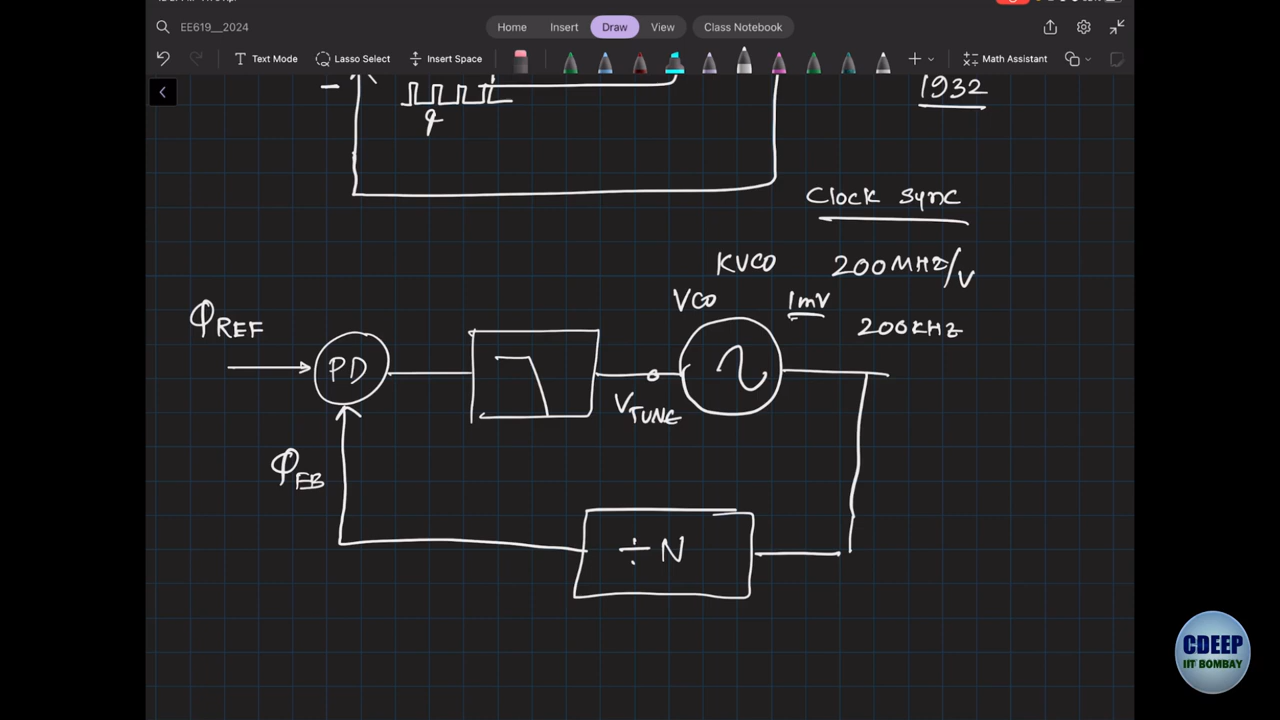 EE619__2024
Home Insert Draw View Class Notebook
Text Mode Lasso Select Insert Space Math Assistant
1932
q
Clock sync
KVCO 200MHz/V
VCO 1mV
200KHz
φREF
PD
VTUNE
φFB
÷N
CDEEP
IIT BOMBAY